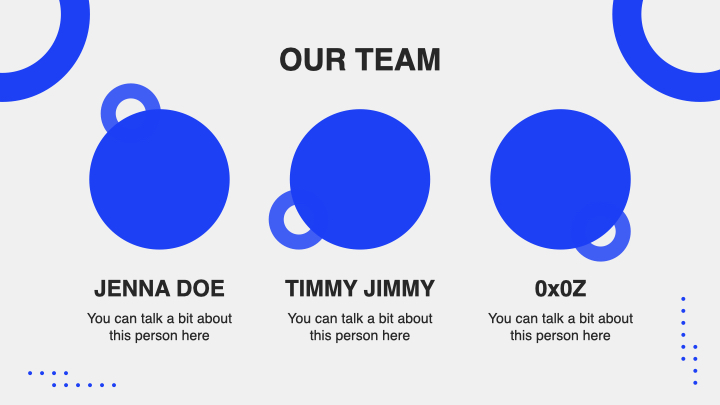 OUR TEAM
JENNA DOE
You can talk a bit about
this person here
TIMMY JIMMY
You can talk a bit about
this person here
0x0Z
You can talk a bit about
this person here